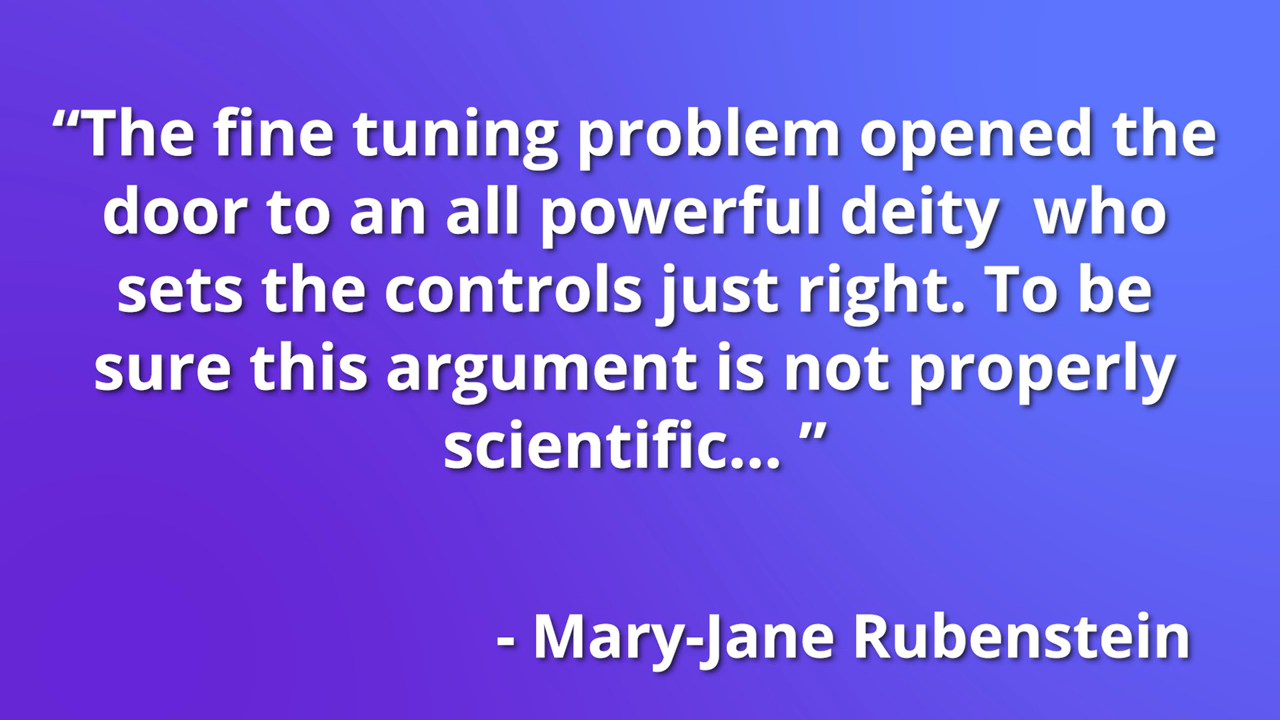 “The fine tuning problem opened the
door to an all powerful deity  who
sets the controls just right. To be
sure this argument is not properly
scientific... ”
- Mary-Jane Rubenstein